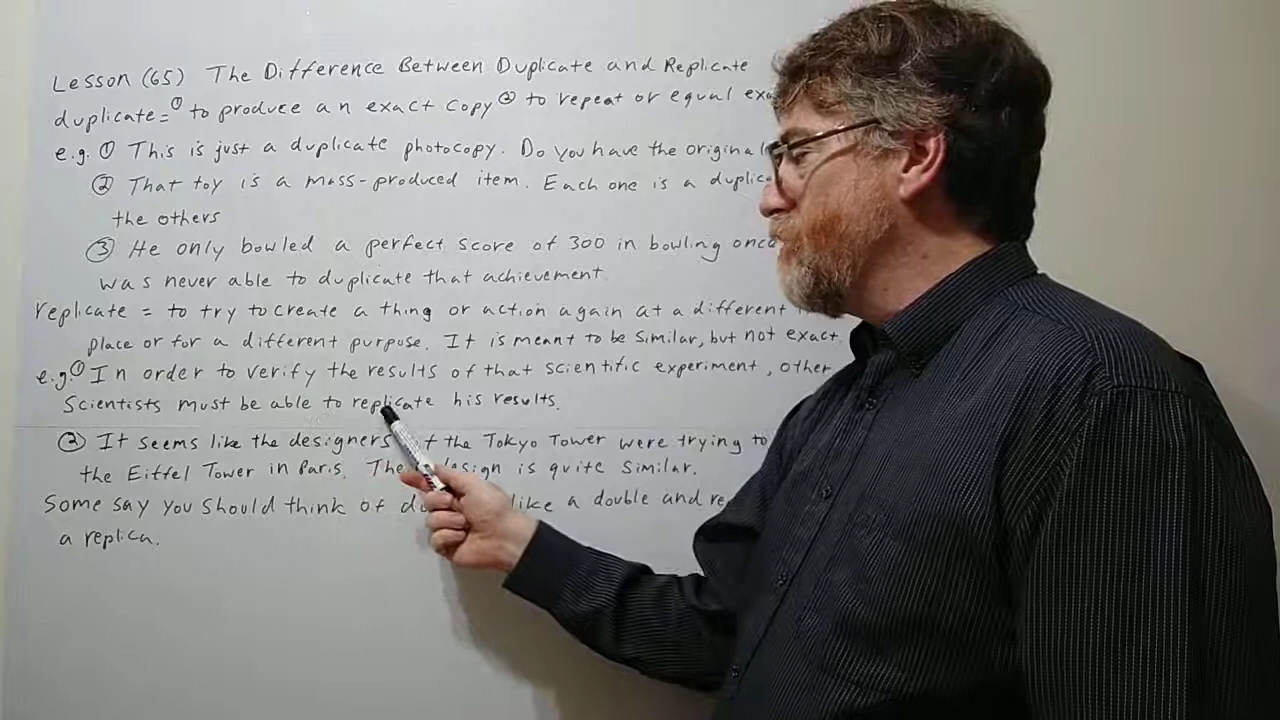 Lesson (65) The Difference Between Duplicate and Replicate
duplicate= ① to produce an exact copy ② to repeat or equal
e.g. ① This is just a duplicate photocopy. Do you have the original
② That toy is a mass-produced item. Each one is a
the others
③ He only bowled a perfect score of 300 in bowling once
was never able to duplicate that achievement.
replicate = to try to create a thing or action again at a different
place or for a different purpose. It is meant to be similar, but not exact.
e.g. ① In order to verify the results of that scientific experiment, other
scientists must be able to replicate his results.
② It seems like the designers of the Tokyo Tower were trying to
the Eiffel Tower in Paris. The design is quite similar.
Some say you should think of like a double and
a replica.